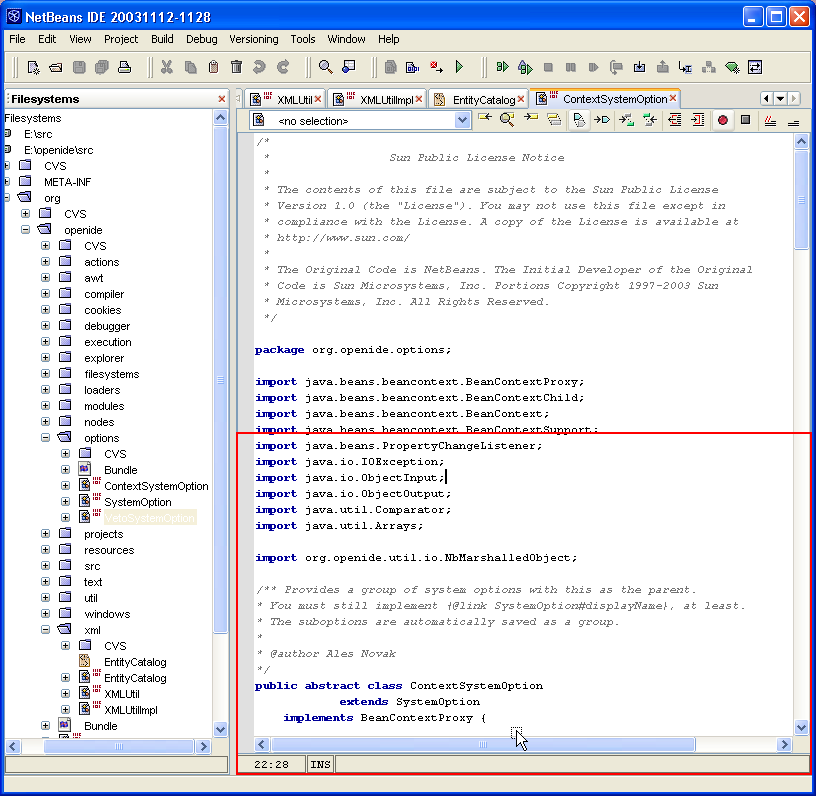 NetBeans IDE 20031112-1128
File Edit View Project Build Debug Versioning Tools Window Help
Filesystems
Filesystems
E:\src
E:\openide\src
CVS
META-INF
org
CVS
openide
CVS
actions
awt
compiler
cookies
debugger
execution
explorer
filesystems
loaders
modules
nodes
options
CVS
Bundle
ContextSystemOption
SystemOption
VetoSystemOption
projects
resources
src
text
util
windows
xml
CVS
EntityCatalog
EntityCatalog
XMLUtil
XMLUtilImpl
Bundle
XMLUtil XMLUtilImpl EntityCatalog ContextSystemOption
<no selection>
/*
 * Sun Public License Notice
 *
 * The contents of this file are subject to the Sun Public License
 * Version 1.0 (the "License"). You may not use this file except in
 * compliance with the License. A copy of the License is available at
 * http://www.sun.com/
 *
 * The Original Code is NetBeans. The Initial Developer of the Original
 * Code is Sun Microsystems, Inc. Portions Copyright 1997-2003 Sun
 * Microsystems, Inc. All Rights Reserved.
 */
package org.openide.options;
import java.beans.beancontext.BeanContextProxy;
import java.beans.beancontext.BeanContextChild;
import java.beans.beancontext.BeanContext;
import java.beans.beancontext.BeanContextSupport;
import java.beans.PropertyChangeListener;
import java.io.IOException;
import java.io.ObjectInput;
import java.io.ObjectOutput;
import java.util.Comparator;
import java.util.Arrays;
import org.openide.util.io.NbMarshalledObject;
/** Provides a group of system options with this as the parent.
* You must still implement {@link SystemOption#displayName}, at least.
* The suboptions are automatically saved as a group.
*
* @author Ales Novak
*/
public abstract class ContextSystemOption
extends SystemOption
implements BeanContextProxy {
22:28 INS